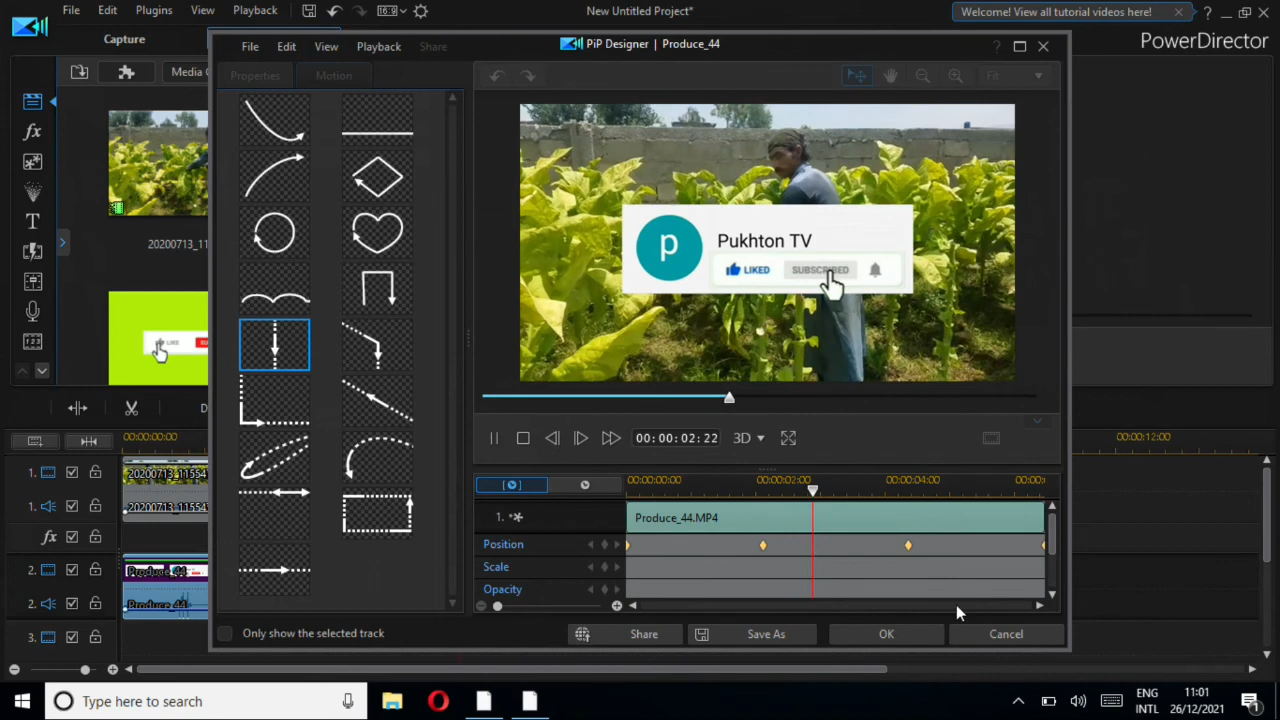 File Edit Plugins View Playback 16:9 New Untitled Project* Welcome! View all tutorial videos here!
PowerDirector
Capture
PiP Designer | Produce_44
File Edit View Playback Share
Media
Properties Motion
Fit
20200713_11
LIKE
Pukhton TV
p
LIKED SUBSCRIBED
00:00:02:22 3D
00:00:00:00 00:00:12:00
00:00:00:00 00:00:02:00 00:00:04:00 00:00:
1. 20200713_11554
1. Produce_44.MP4
1. 20200713_11554
Position
fx
Scale
2. Produce_44
Opacity
2. Produce_44
3.
Only show the selected track
Share Save As OK Cancel
Type here to search
ENG
INTL
11:01
26/12/2021